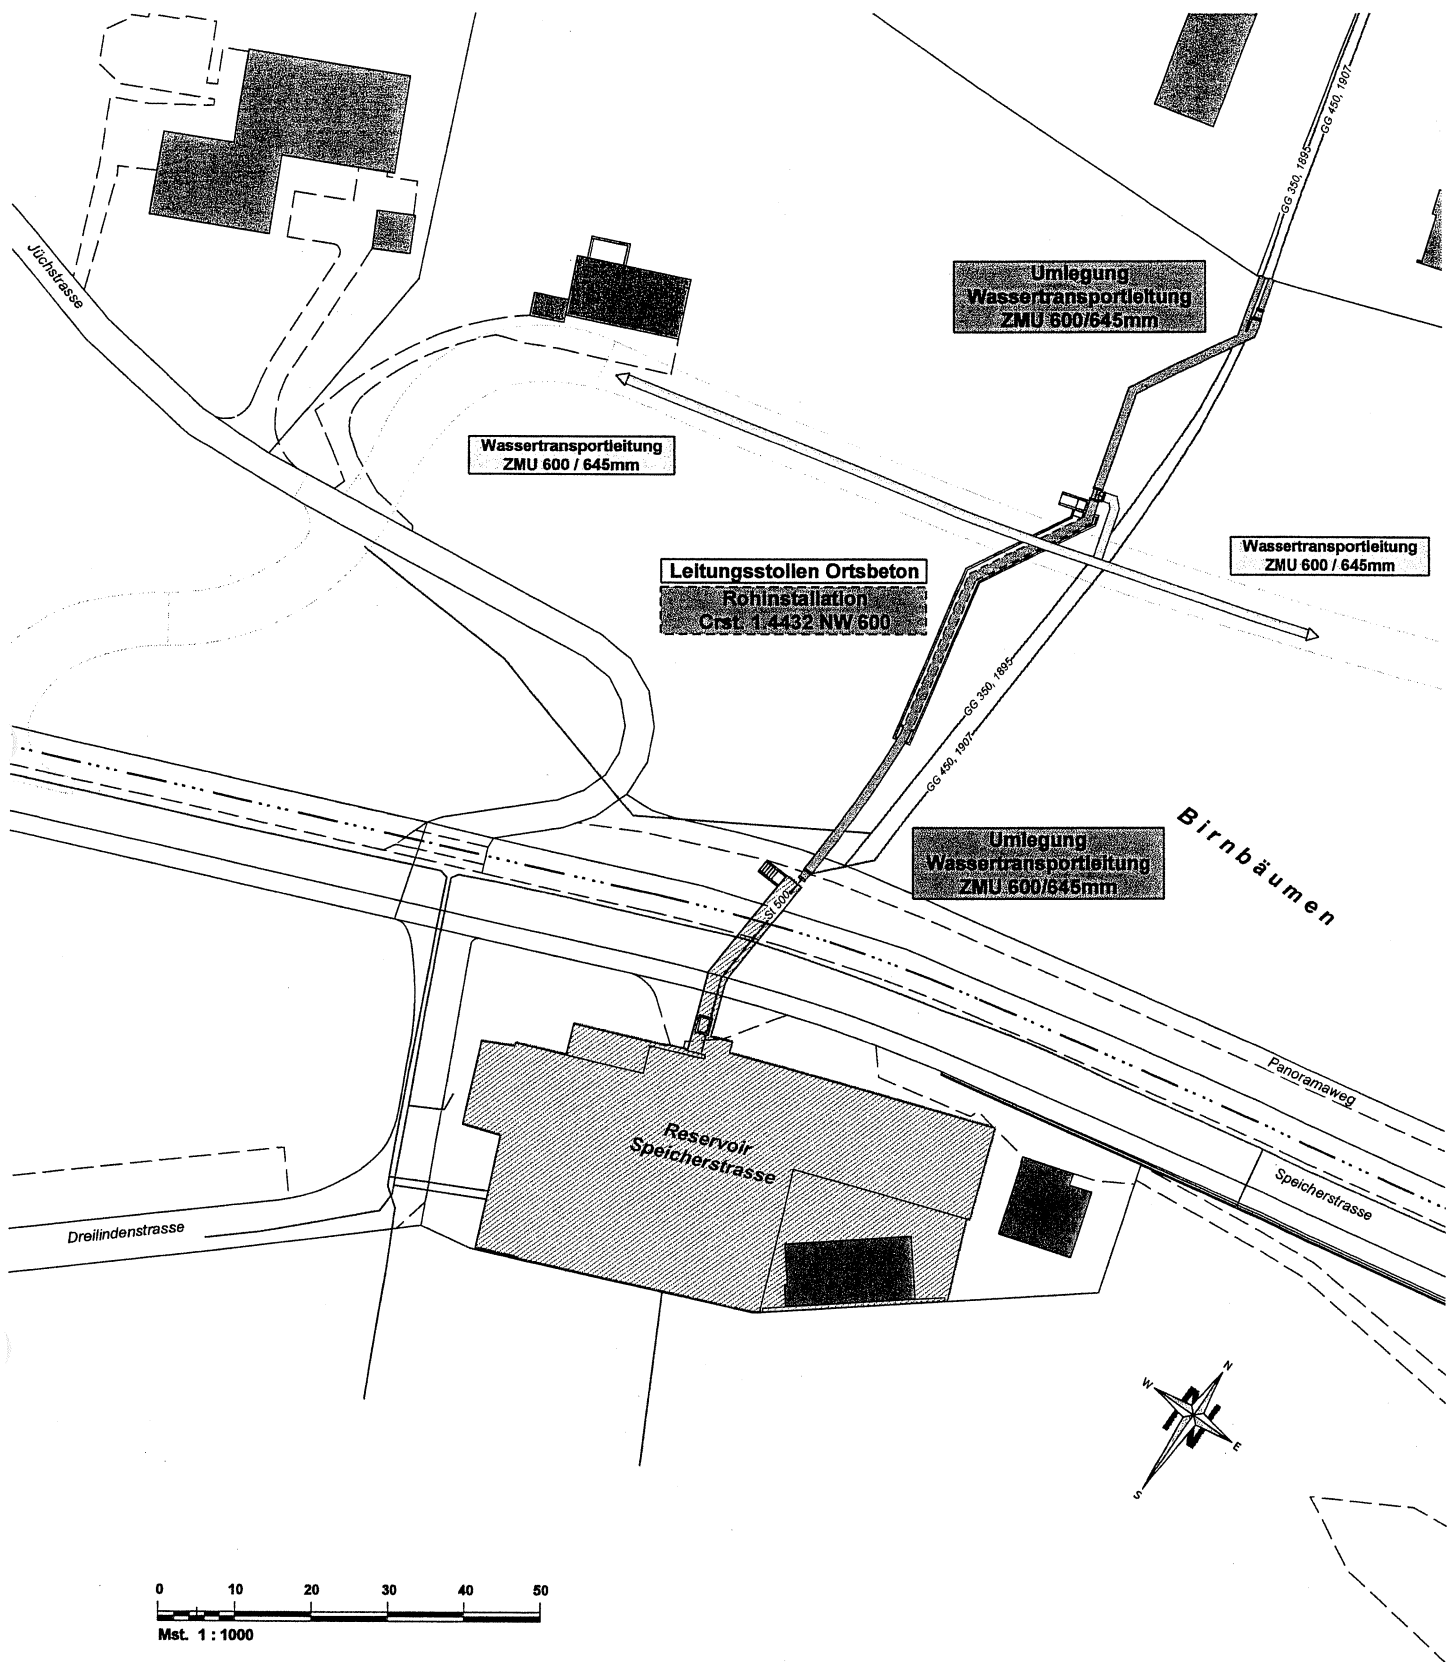 GG 450, 1907
GG 350, 1895
Jüchstrasse
Umlegung
Wassertransportleitung
ZMU 600/645mm
Wassertransportleitung
ZMU 600 / 645mm
Wassertransportleitung
ZMU 600 / 645mm
Leitungsstollen Ortsbeton
Rohinstallation
Crst. 1.4432 NW 600
GG 350, 1895
GG 450, 1907
Birnbäumen
Umlegung
Wassertransportleitung
ZMU 600/645mm
St 500
Panoramaweg
Reservoir
Speicherstrasse
Speicherstrasse
Dreilindenstrasse
N
W
E
S
0 10 20 30 40 50
Mst. 1 : 1000